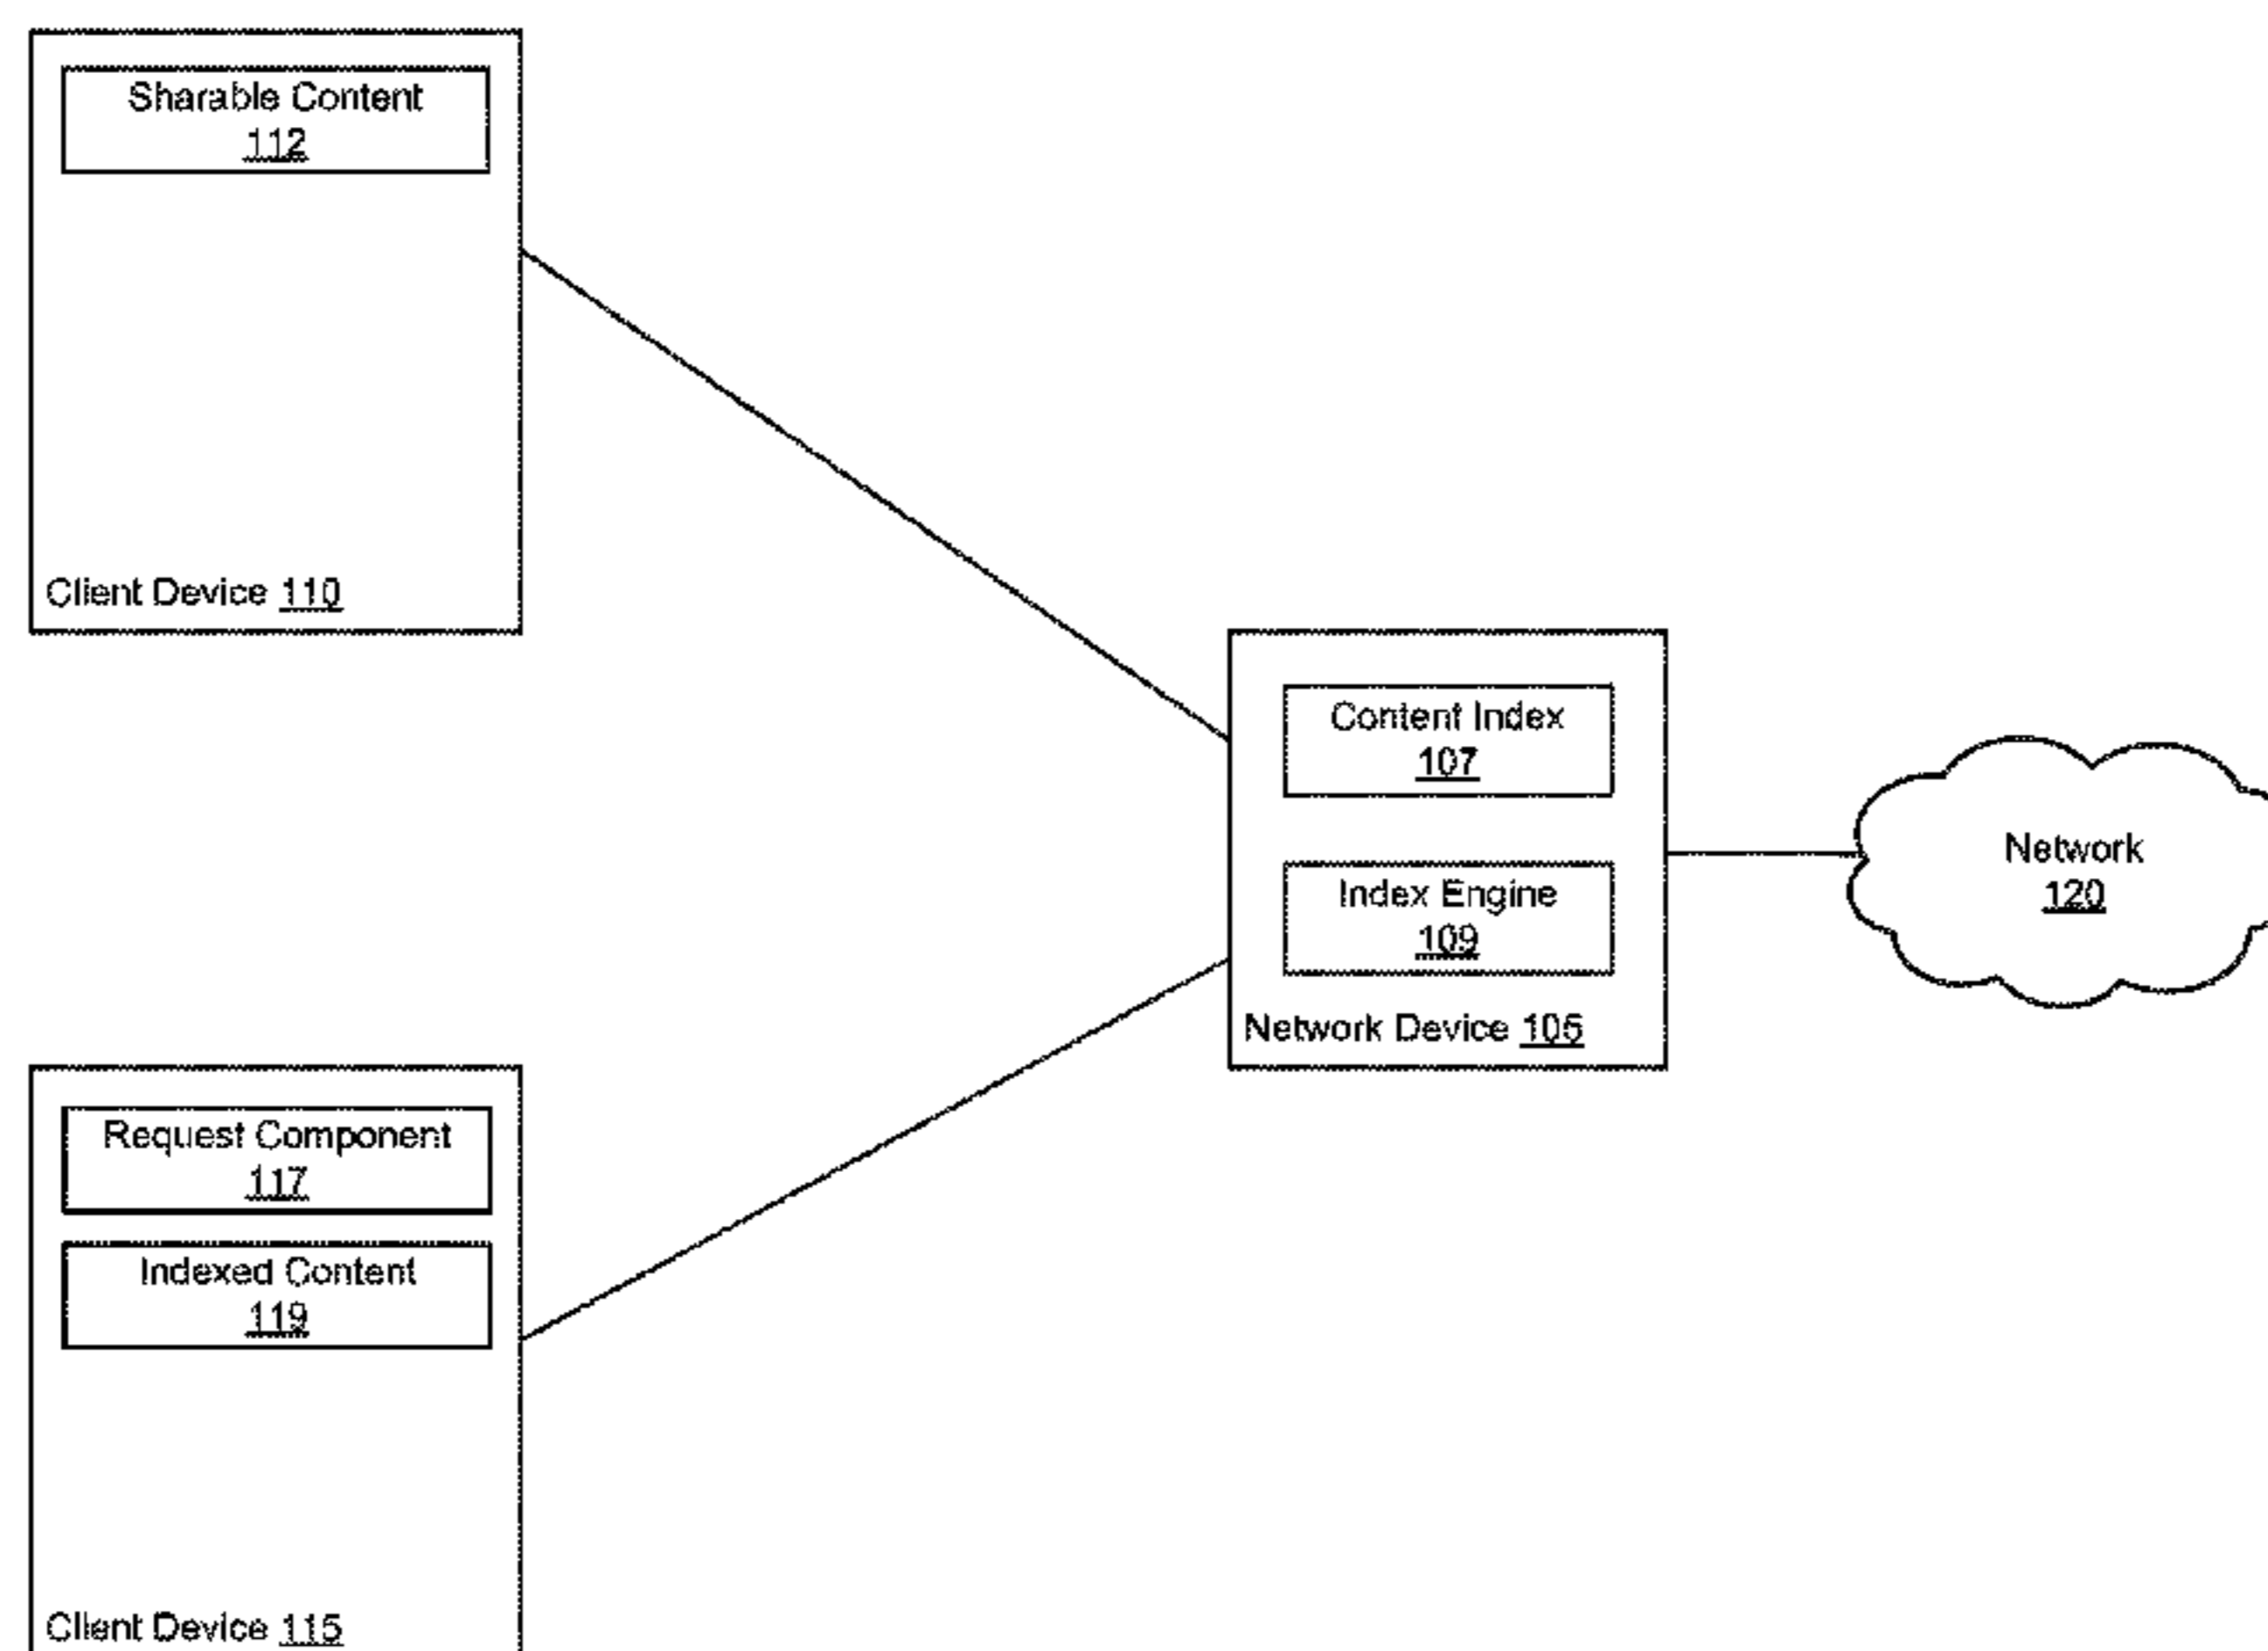 Sharable Content
112
Client Device 110
Content Index
107
Index Engine
109
Network Device 105
Network
120
Request Component
117
Indexed Content
119
Client Device 115